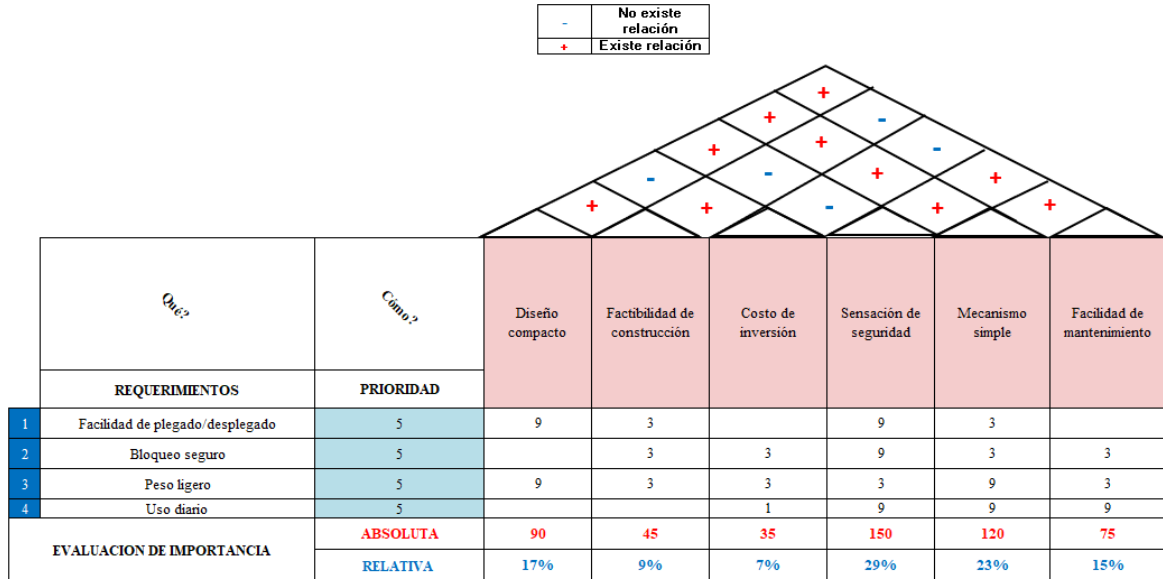 - No existe
relación
+ Existe relación
+
+ -
+ + -
- - + +
+ + - + +
Qué? Cómo? Diseño Factibilidad de Costo de Sensación de Mecanismo Facilidad de
compacto construcción inversión seguridad simple mantenimiento
REQUERIMIENTOS PRIORIDAD
1 Facilidad de plegado/desplegado 5 9 3 9 3
2 Bloqueo seguro 5 3 3 9 3 3
3 Peso ligero 5 9 3 3 3 9 3
4 Uso diario 5 1 9 9 9
EVALUACION DE IMPORTANCIA ABSOLUTA 90 45 35 150 120 75
RELATIVA 17% 9% 7% 29% 23% 15%